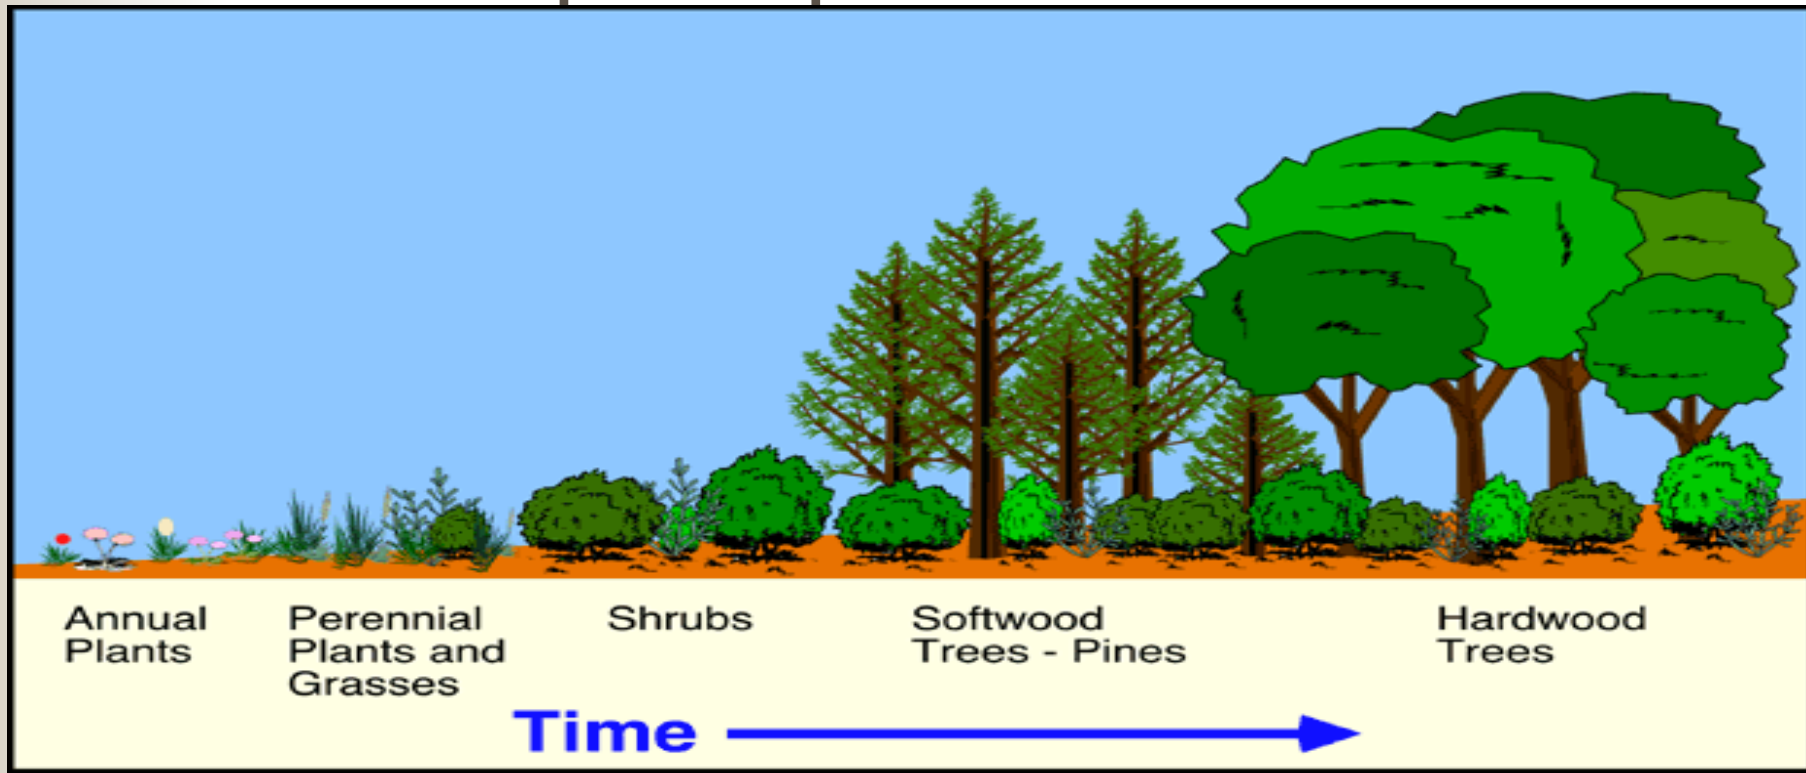 Annual
Plants
Perennial
Plants and
Grasses
Shrubs
Softwood
Trees - Pines
Hardwood
Trees
Time